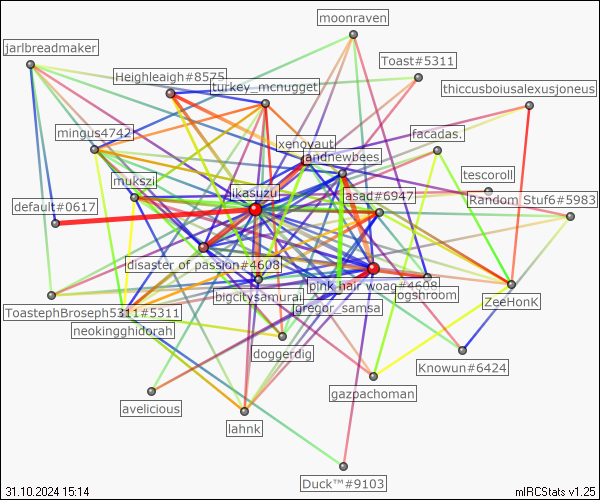 moonraven
jarlbreadmaker
Toast#5311
Heighleaigh#8575
turkey_mcnugget
thiccusboiusalexusjoneus
mingus4742
xenovaut
facadas.
andnewbees
mukszi
tescoroll
likasuzu
asad#6947
Random Stuf6#5983
default#0617
disaster of passion#4608
pink hair woag#4608
ogshroom
bigcitysamurai
ZeeHonK
gregor_samsa
ToastephBroseph5311#5311
neokingghidorah
doggerdig
Knowun#6424
gazpachoman
avelicious
lahnk
Duck™#9103
31.10.2024 15:14
mIRCStats v1.25